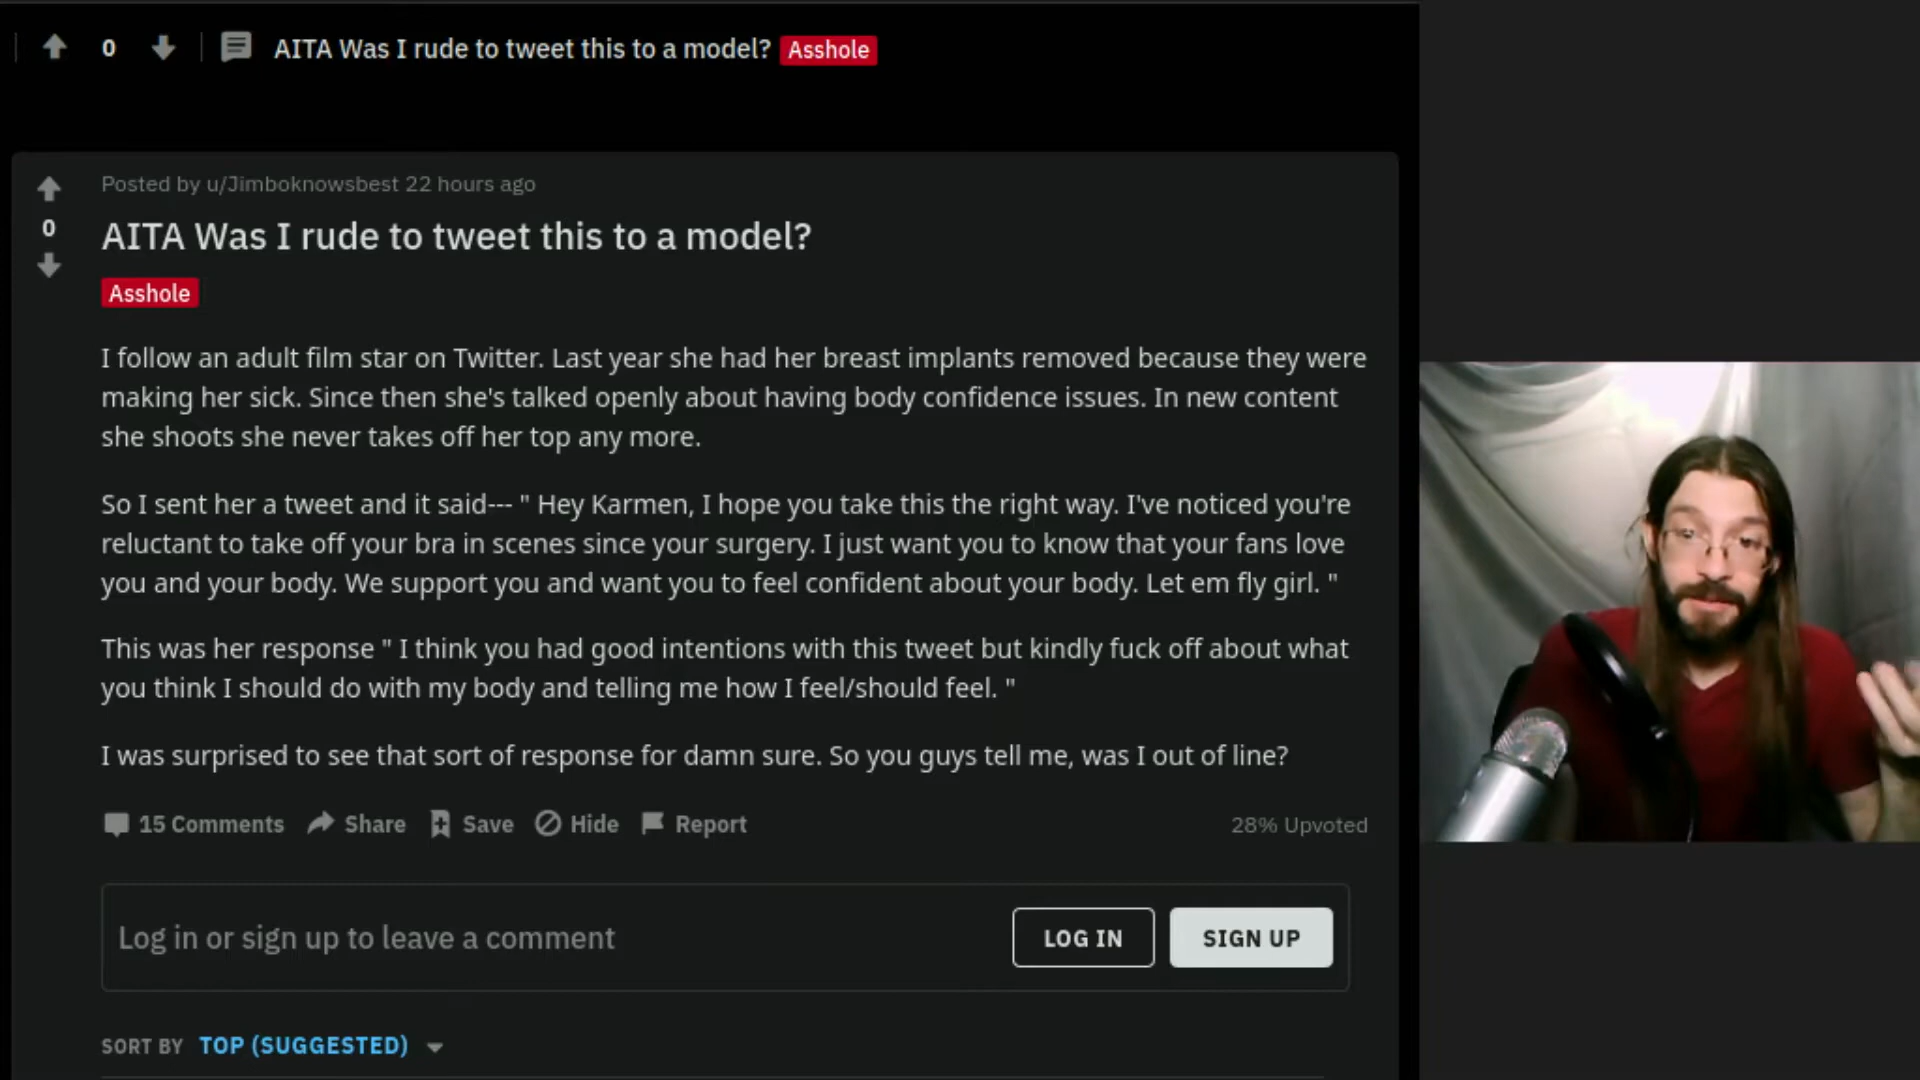 0 AITA Was I rude to tweet this to a model? Asshole
Posted by u/Jimboknowsbest 22 hours ago
0
AITA Was I rude to tweet this to a model?
Asshole
I follow an adult film star on Twitter. Last year she had her breast implants removed because they were
making her sick. Since then she's talked openly about having body confidence issues. In new content
she shoots she never takes off her top any more.
So I sent her a tweet and it said--- " Hey Karmen, I hope you take this the right way. I've noticed you're
reluctant to take off your bra in scenes since your surgery. I just want you to know that your fans love
you and your body. We support you and want you to feel confident about your body. Let em fly girl. "
This was her response " I think you had good intentions with this tweet but kindly fuck off about what
you think I should do with my body and telling me how I feel/should feel. "
I was surprised to see that sort of response for damn sure. So you guys tell me, was I out of line?
15 Comments Share Save Hide Report 28% Upvoted
Log in or sign up to leave a comment LOG IN SIGN UP
SORT BY TOP (SUGGESTED)